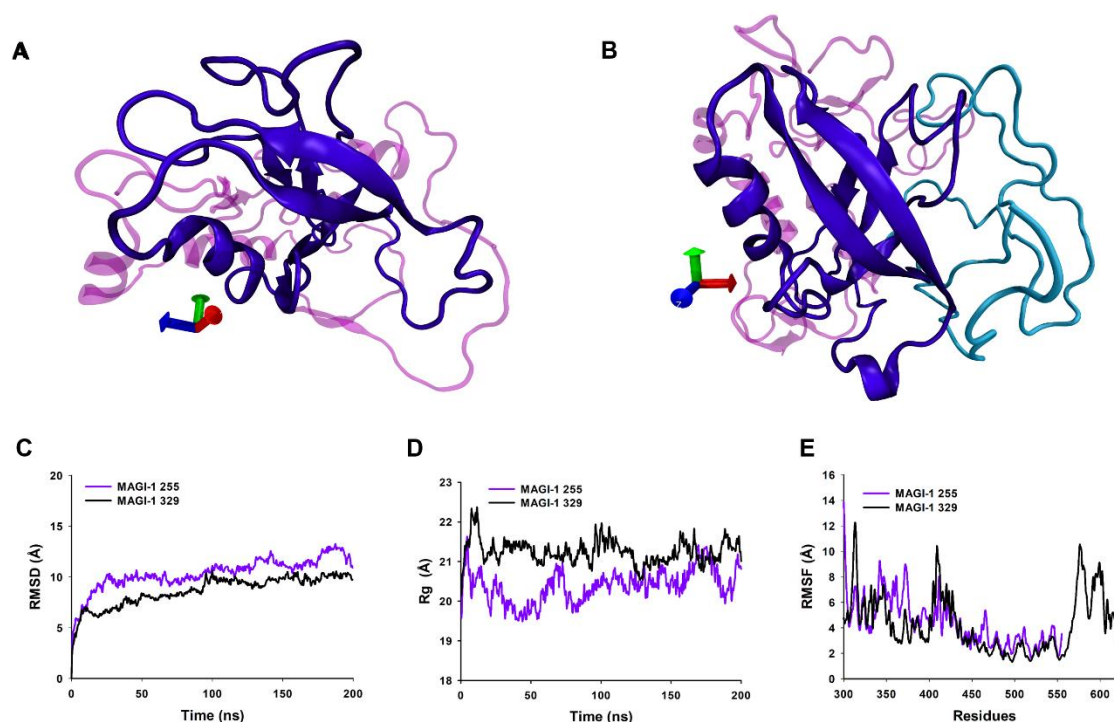 A
B
C
20
15
10
5
0
0
50
100
150
200
RMSD (Å)
Time (ns)
MAGI-1 255
MAGI-1 329
D
23
22
21
20
19
18
0
50
100
150
200
Rg (Å)
Time (ns)
MAGI-1 255
MAGI-1 329
E
16
14
12
10
8
6
4
2
0
300
350
400
450
500
550
600
RMSF (Å)
Residues
MAGI-1 255
MAGI-1 329